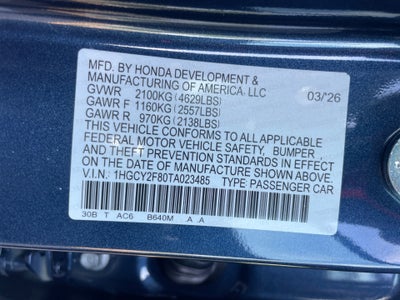 MFD. BY HONDA DEVELOPMENT &
MANUFACTURING OF AMERICA, LLC
GVWR 2100KG (4629LBS) 03/'26
GAWR F 1160KG (2557LBS)
GAWR R 970KG (2138LBS)
THIS VEHICLE CONFORMS TO ALL APPLICABLE
FEDERAL MOTOR VEHICLE SAFETY, BUMPER,
AND THEFT PREVENTION STANDARDS IN EFFECT
ON THE DATE OF MANUFACTURE SHOWN ABOVE.
V.I.N. 1HGCY2F80TA023485 TYPE PASSENGER CAR
30B T AC6 B640M .A .A